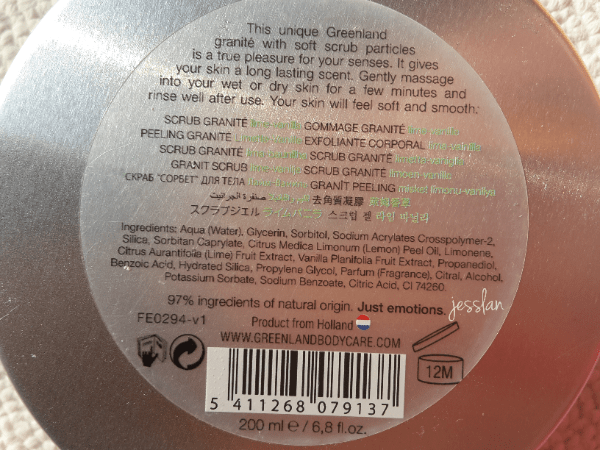 This unique Greenland
granité with soft scrub particles
is a true pleasure for your senses. It gives
your skin a long lasting scent. Gently massage
into your wet or dry skin for a few minutes and
rinse well after use. Your skin will feel soft and smooth.
SCRUB GRANITÉ lime-vanilla GOMMAGE GRANITÉ lime-vanille
PEELING GRANITE Limette-vanille EXFOLIANTE CORPORAL lima-vainilla
SCRUB GRANITÉ SCRUB GRANITÉ
GRANIT SCRUB SCRUB GRANITÉ limoen-vanille
СКРАБ "СОРБЕТ" ДЛЯ ТЕЛА GRANİT PEELING misket limonu-vanilya
去角質凝膠
スクラブジェル ライム バニラ 스크럽 젤 라임 바닐라
Ingredients: Aqua (Water), Glycerin, Sorbitol, Sodium Acrylates Crosspolymer-2,
Silica, Sorbitan Caprylate, Citrus Medica Limonum (Lemon) Peel Oil, Limonene,
Citrus Aurantifolia (Lime) Fruit Extract, Vanilla Planifolia Fruit Extract, Propanediol,
Benzoic Acid, Hydrated Silica, Propylene Glycol, Parfum (Fragrance), Citral, Alcohol,
Potassium Sorbate, Sodium Benzoate, Citric Acid, CI 74260.
97% ingredients of natural origin. Just emotions.
jesslan
FE0294-v1
Product from Holland
WWW.GREENLANDBODYCARE.COM
12M
5 411268 079137
200 ml e / 6,8 fl.oz.